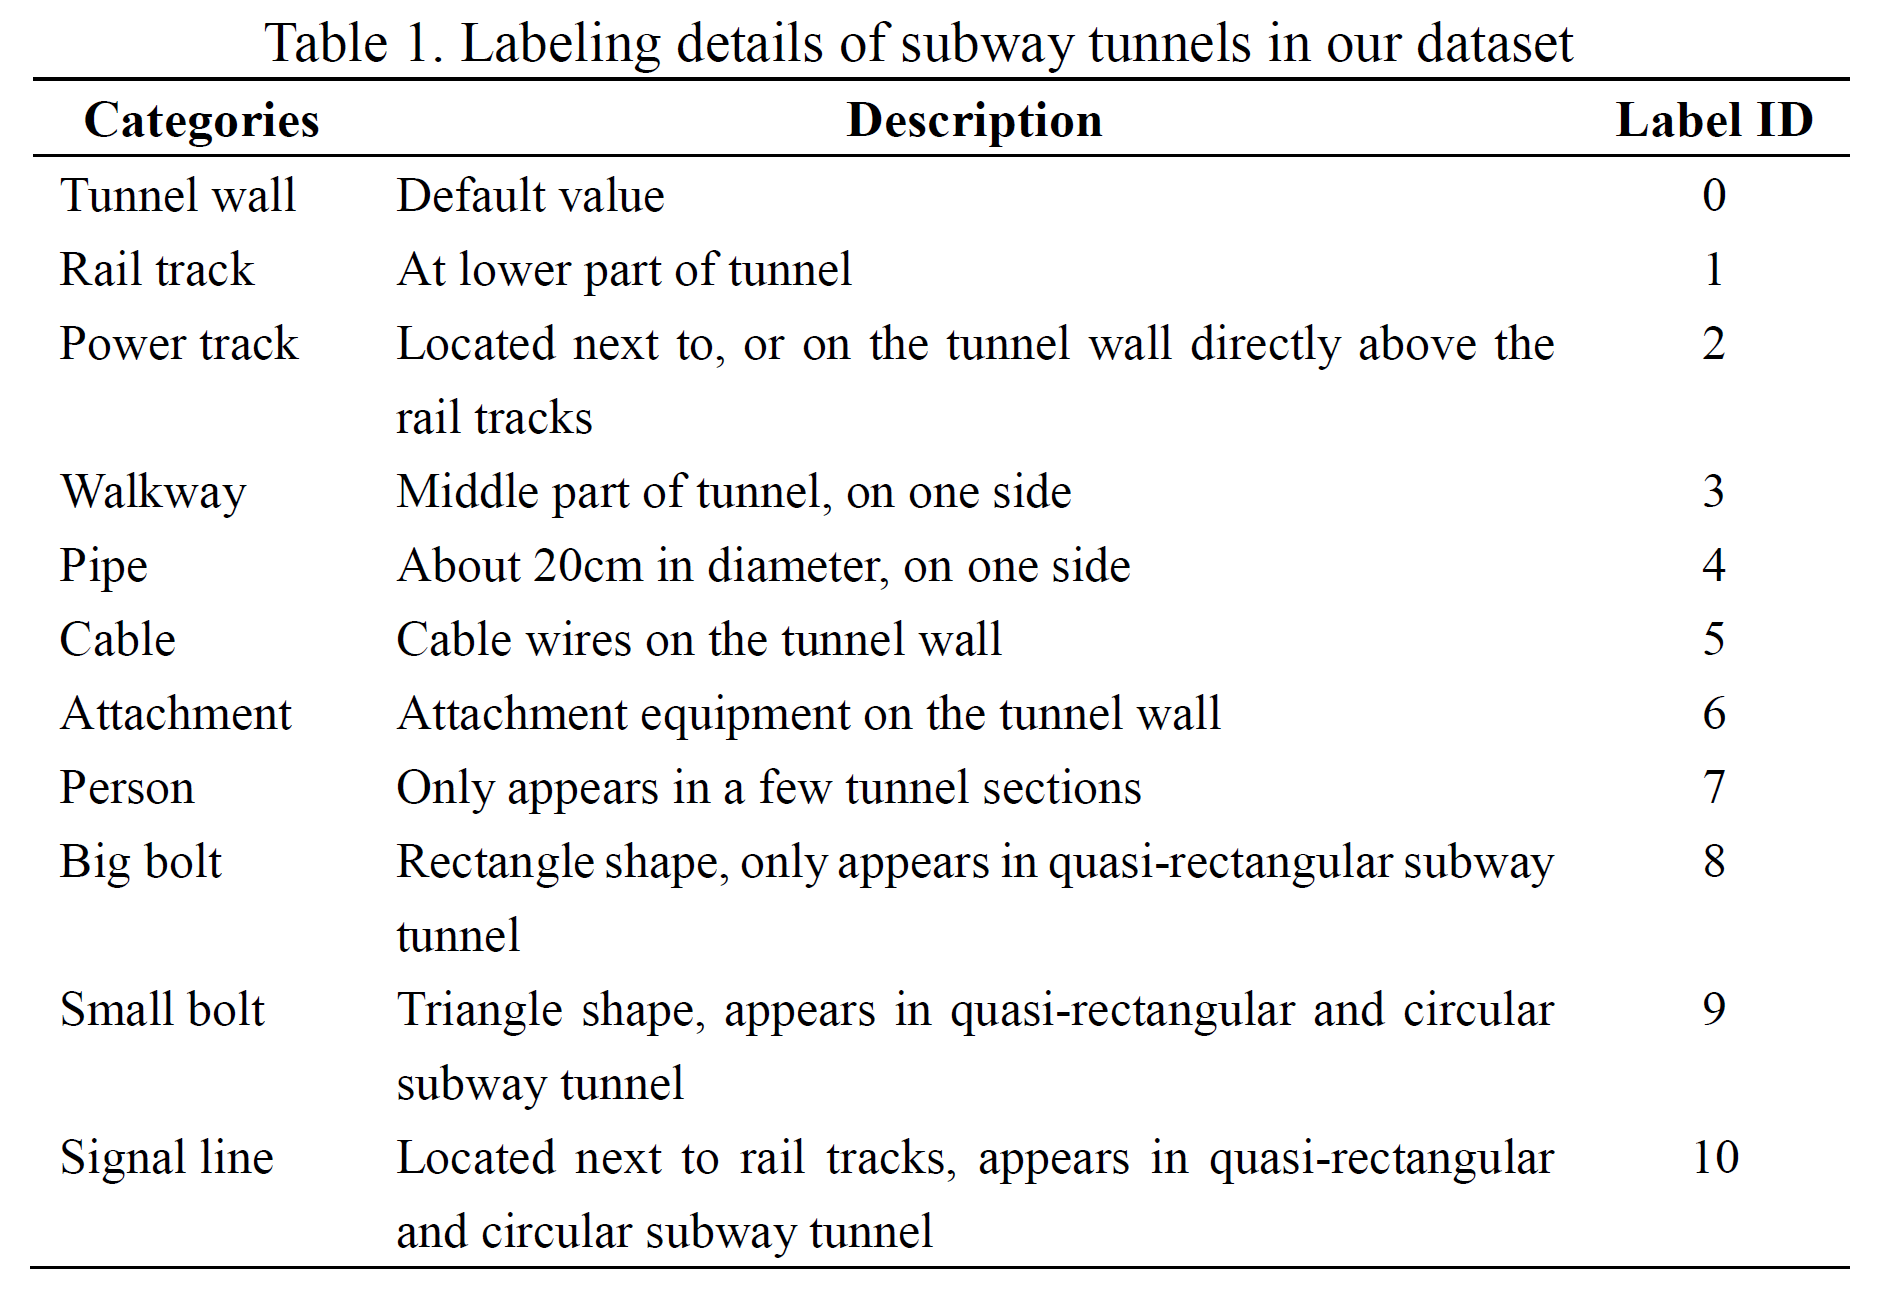 Table 1. Labeling details of subway tunnels in our dataset
Categories Description Label ID
Tunnel wall Default value 0
Rail track At lower part of tunnel 1
Power track Located next to, or on the tunnel wall directly above the 2
rail tracks
Walkway Middle part of tunnel, on one side 3
Pipe About 20cm in diameter, on one side 4
Cable Cable wires on the tunnel wall 5
Attachment Attachment equipment on the tunnel wall 6
Person Only appears in a few tunnel sections 7
Big bolt Rectangle shape, only appears in quasi-rectangular subway 8
tunnel
Small bolt Triangle shape, appears in quasi-rectangular and circular 9
subway tunnel
Signal line Located next to rail tracks, appears in quasi-rectangular 10
and circular subway tunnel